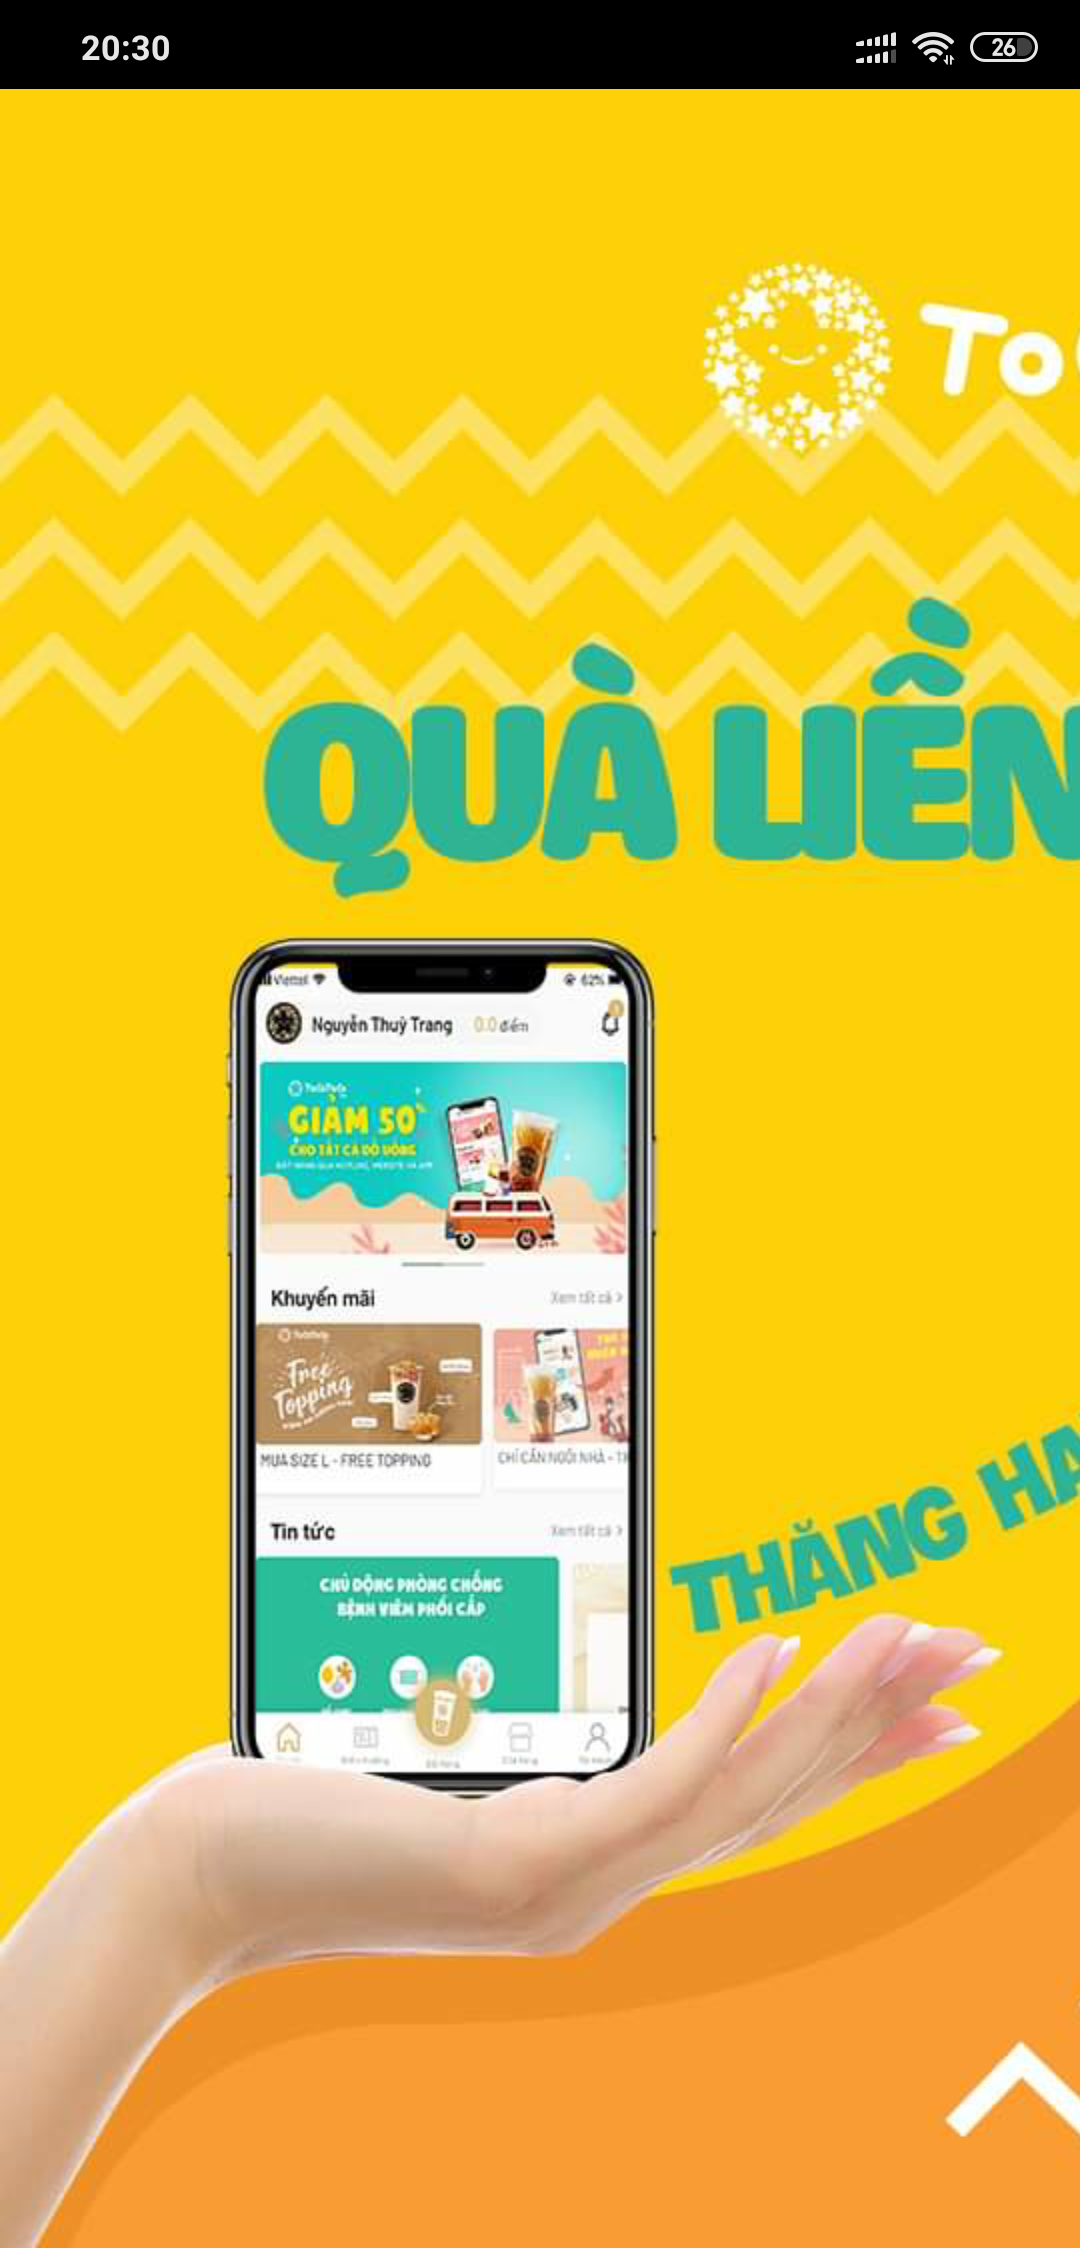 20:30
26
To
QUÀ LIỀN
Viettel
62%
Nguyễn Thuỳ Trang
0.0 điểm
GIẢM 50
CHO TẤT CẢ ĐỒ UỐNG
Khuyến mãi
Xem tất cả >
Free
Topping
MUA SIZE L - FREE TOPPING
CHỈ CẦN NGỒI NHÀ - TR
Tin tức
Xem tất cả >
CHỦ ĐỘNG PHÒNG CHỐNG
BỆNH VIÊM PHỔI CẤP
THĂNG HA